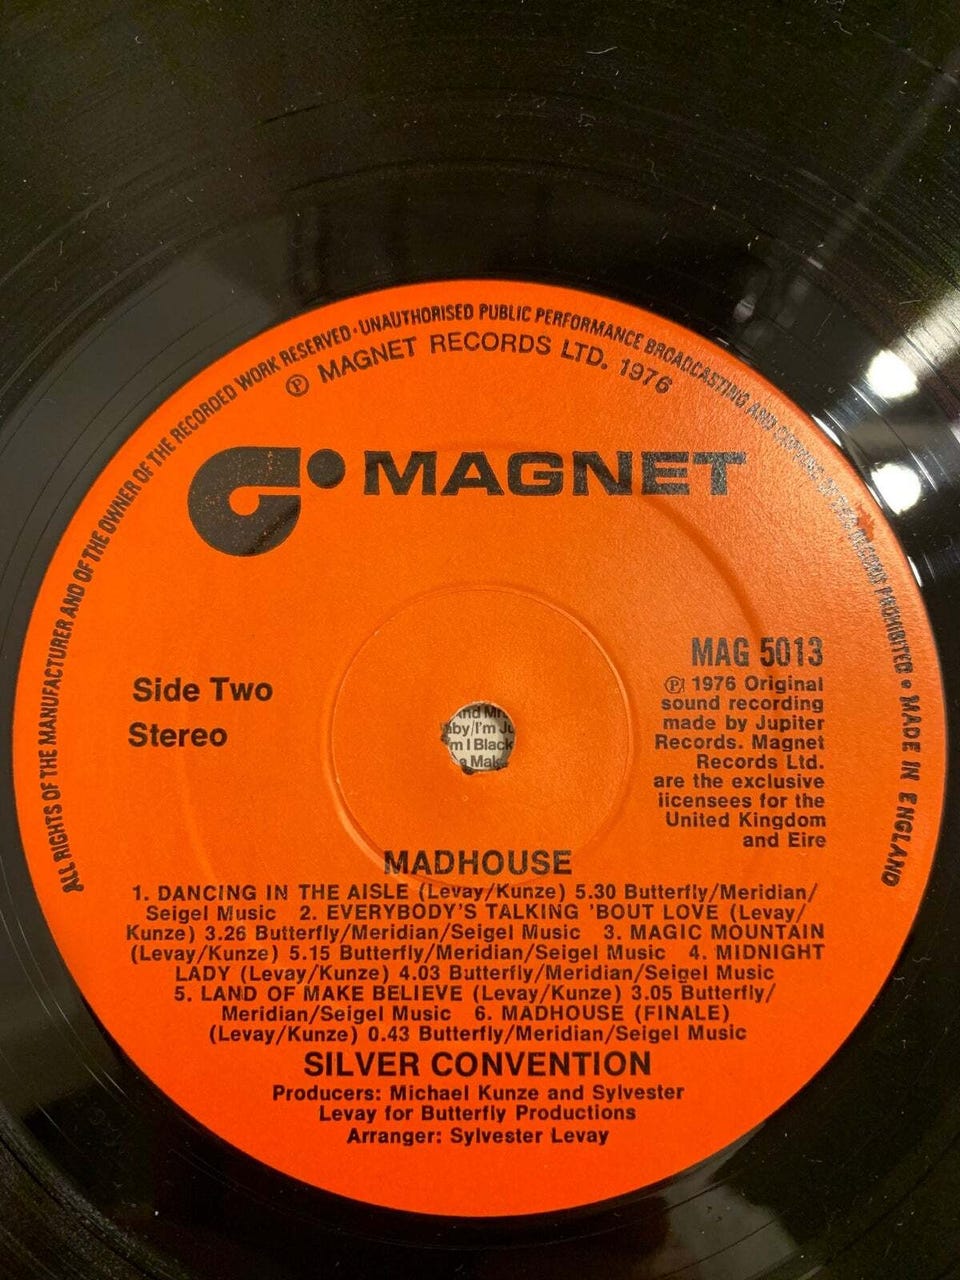 ALL RIGHTS OF THE MANUFACTURER AND OF THE OWNER OF THE RECORDED WORK RESERVED · UNAUTHORISED PUBLIC PERFORMANCE BROADCASTING AND COPYING OF THIS RECORD PROHIBITED • MADE IN ENGLAND
Ⓟ MAGNET RECORDS LTD. 1976
MAGNET
MAG 5013
Side Two
Stereo
Ⓟ 1976 Original
sound recording
made by Jupiter
Records. Magnet
Records Ltd.
are the exclusive
licensees for the
United Kingdom
and Eire
m I Black
MADHOUSE
1. DANCING IN THE AISLE (Levay/Kunze) 5.30 Butterfly/Meridian/
Seigel Music 2. EVERYBODY'S TALKING 'BOUT LOVE (Levay/
Kunze) 3.26 Butterfly/Meridian/Seigel Music 3. MAGIC MOUNTAIN
(Levay/Kunze) 5.15 Butterfly/Meridian/Seigel Music 4. MIDNIGHT
LADY (Levay/Kunze) 4.03 Butterfly/Meridian/Seigel Music
5. LAND OF MAKE BELIEVE (Levay/Kunze) 3.05 Butterfly/
Meridian/Seigel Music 6. MADHOUSE (FINALE)
(Levay/Kunze) 0.43 Butterfly/Meridian/Seigel Music
SILVER CONVENTION
Producers: Michael Kunze and Sylvester
Levay for Butterfly Productions
Arranger: Sylvester Levay